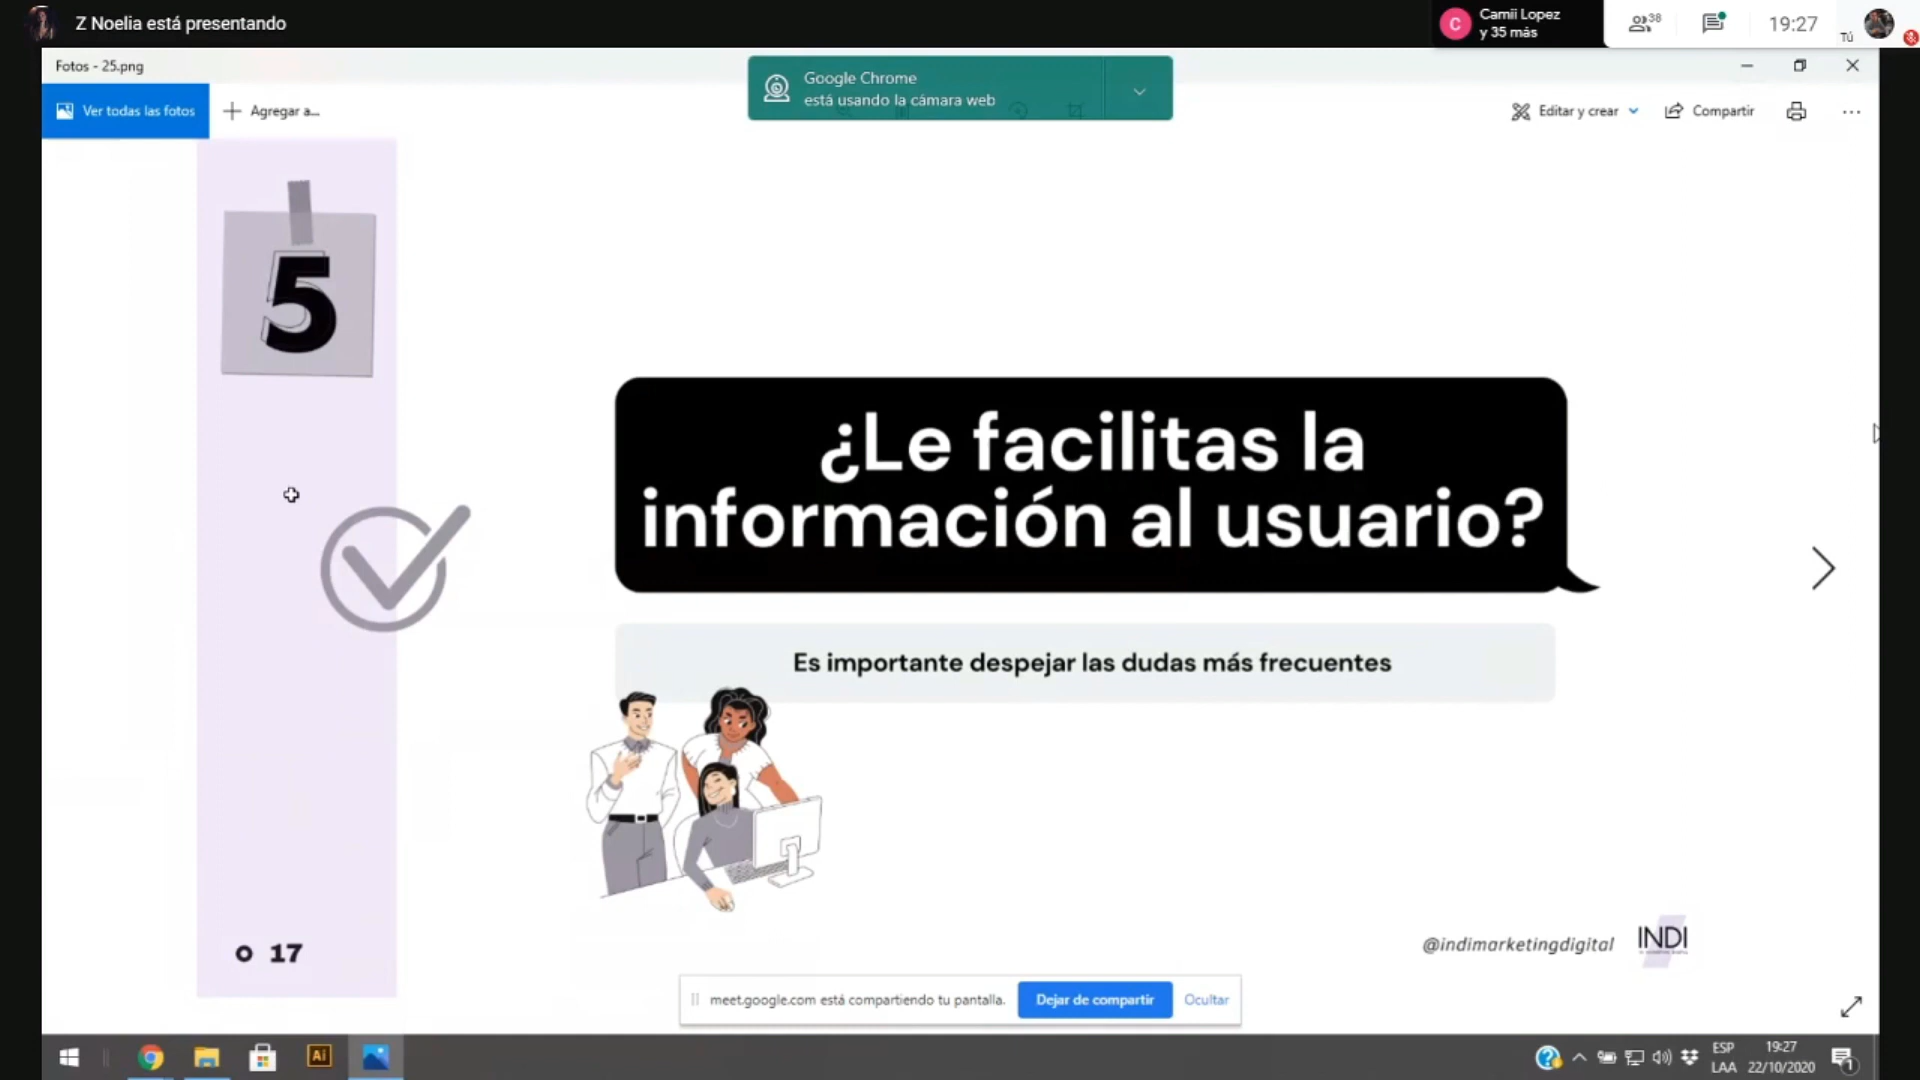 Z Noelia está presentando
C
Camii Lopez
y 35 más
38
19:27
Tú
Fotos - 25.png
Google Chrome
está usando la cámara web
Ver todas las fotos
Agregar a...
Editar y crear
Compartir
5
¿Le facilitas la
información al usuario?
Es importante despejar las dudas más frecuentes
17
@indimarketingdigital
INDI
meet.google.com está compartiendo tu pantalla.
Dejar de compartir
Ocultar
Ai
ESP
LAA
19:27
22/10/2020
1